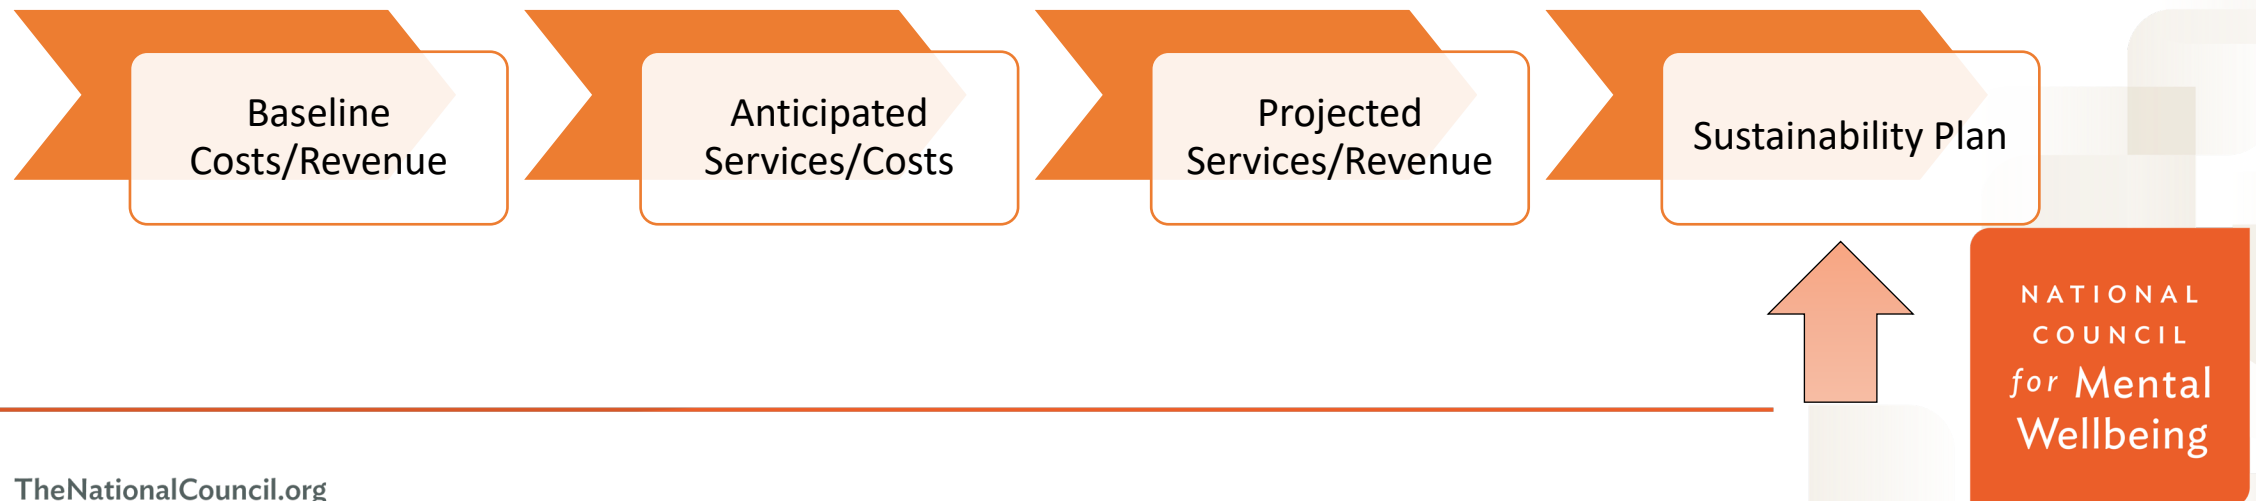 Baseline
Costs/Revenue
Anticipated
Services/Costs
Projected
Services/Revenue
Sustainability Plan
NATIONAL
COUNCIL
for Mental
Wellbeing
TheNationalCouncil.org